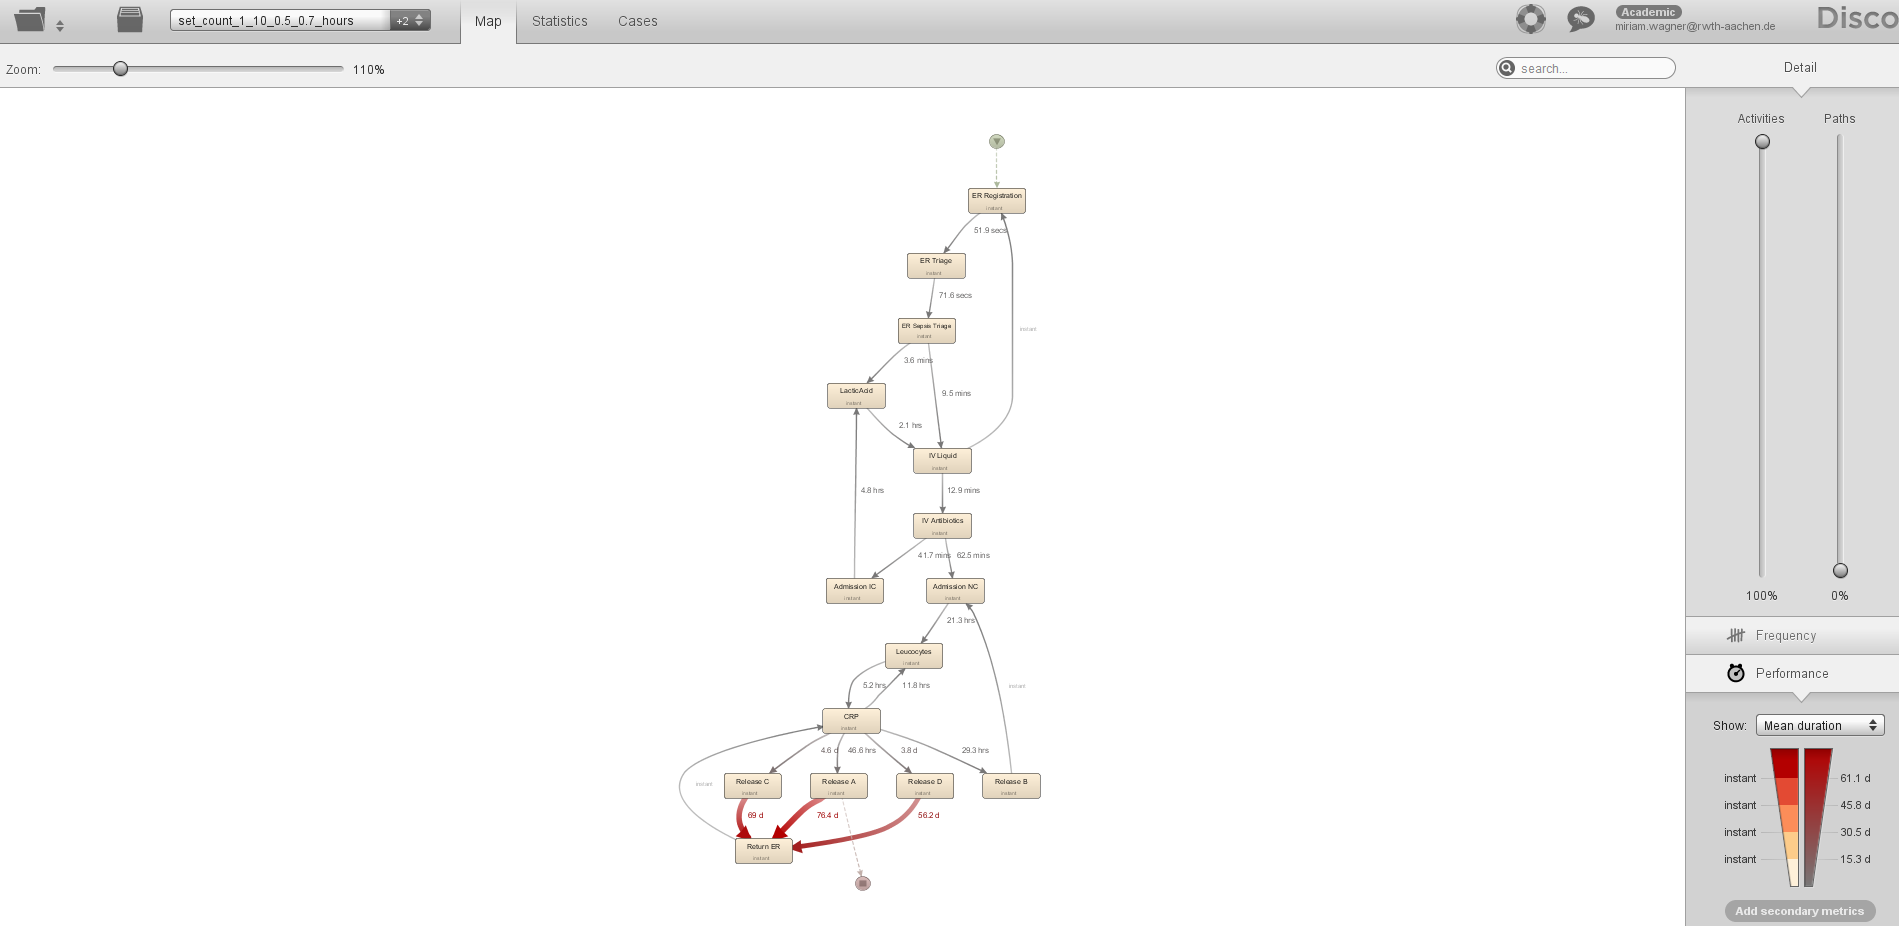 set_count_1_10_0.5_0.7_hours +2 Map Statistics Cases Academic
miriam.wagner@rwth-aachen.de Disco
Zoom: 110% search... Detail
Activities Paths
ER Registration
instant
51.9 secs
ER Triage
instant
71.6 secs
ER Sepsis Triage
instant
instant
3.6 mins
LacticAcid
instant
9.5 mins
2.1 hrs
IV Liquid
instant
4.8 hrs 12.9 mins
IV Antibiotics
instant
41.7 mins 62.5 mins
Admission IC Admission NC
instant instant
100% 0%
21.3 hrs
Frequency
Leucocytes
instant
Performance
5.2 hrs 11.8 hrs instant
CRP
instant
Show: Mean duration
4.6 d 46.6 hrs 3.8 d 29.3 hrs
Release C Release A Release D Release B
instant instant instant instant
instant
instant 61.1 d
instant 45.8 d
69 d 76.4 d 56.2 d
instant 30.5 d
Return ER
instant
instant 15.3 d
Add secondary metrics